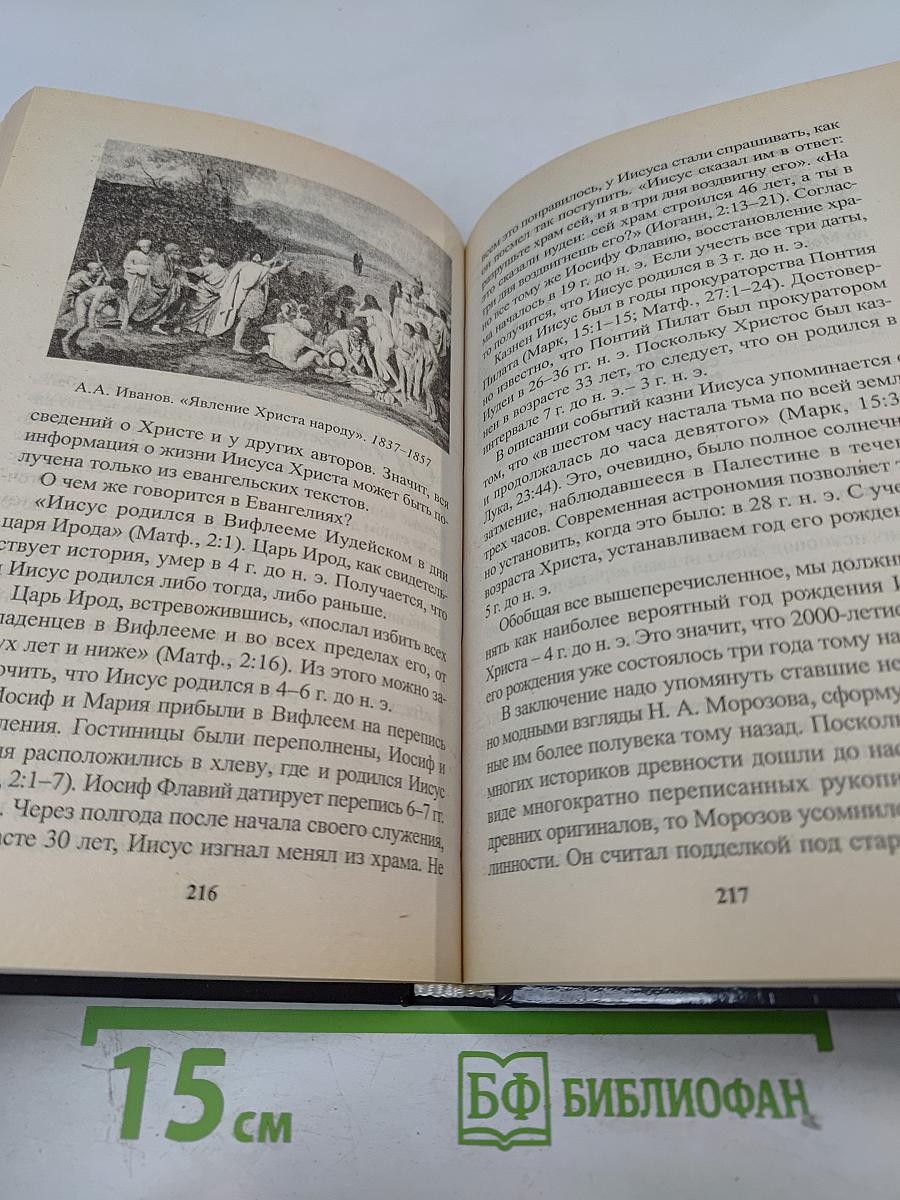 А.А. Иванов. «Явление Христа народу». 1837–1857
сведений о Христе и у других авторов. Значит, вся
информация о жизни Иисуса Христа может быть по-
лучена только из евангельских текстов.
О чем же говорится в Евангелиях?
«Иисус родился в Вифлееме Иудейском в дни
царя Ирода» (Матф., 2:1). Царь Ирод, как свидетель-
ствует история, умер в 4 г. до н. э. Получается, что
Иисус родился либо тогда, либо раньше.
Царь Ирод, встревожившись, «послал избить всех
аденцев в Вифлееме и во всех пределах его, от
ух лет и ниже» (Матф., 2:16). Из этого можно за-
ючить, что Иисус родился в 4–6 г. до н. э.
Иосиф и Мария прибыли в Вифлеем на перепись
ления. Гостиницы были переполнены, Иосиф и
ия расположились в хлеву, где и родился Иисус
, 2:1–7). Иосиф Флавий датирует перепись 6–7 гг.
. Через полгода после начала своего служения,
асте 30 лет, Иисус изгнал менял из храма. Не
216
всем это понравилось, у Иисуса стали спрашивать, как
он посмел так поступить. «Иисус сказал им в ответ:
разрушьте храм сей, и я в три дня воздвигну его». «На
это сказали иудеи: сей храм строился 46 лет, а ты в
три дня воздвигнешь его?» (Иоганн, 2:13–21). Соглас-
но все тому же Иосифу Флавию, восстановление хра-
ма началось в 19 г. до н. э. Если учесть все три даты,
то получится, что Иисус родился в 3 г. до н. э.
Казнен Иисус был в годы прокураторства Понтия
Пилата (Марк, 15:1–15; Матф., 27:1–24). Достовер-
но известно, что Понтий Пилат был прокуратором
Иудеи в 26–36 гг. н. э. Поскольку Христос был каз-
нен в возрасте 33 лет, то следует, что он родился в
интервале 7 г. до н. э. – 3 г. н. э.
В описании событий казни Иисуса упоминается о
том, что «в шестом часу настала тьма по всей земл
и продолжалась до часа девятого» (Марк, 15:3
Лука, 23:44). Это, очевидно, было полное солнечн
затмение, наблюдавшееся в Палестине в течен
трех часов. Современная астрономия позволяет т
но установить, когда это было: в 28 г. н. э. С уче
возраста Христа, устанавливаем год его рожден
5 г. до н. э.
Обобщая все вышеперечисленное, мы должн
нять как наиболее вероятный год рождения И
Христа – 4 г. до н. э. Это значит, что 2000-летие
его рождения уже состоялось три года тому на
В заключение надо упомянуть ставшие не
но модными взгляды Н. А. Морозова, сформу
ные им более полувека тому назад. Посколь
многих историков древности дошли до нас
виде многократно переписанных рукопи
древних оригиналов, то Морозов усомнилс
линности. Он считал подделкой под стар
217
15 см
БФ БИБЛИОФАН